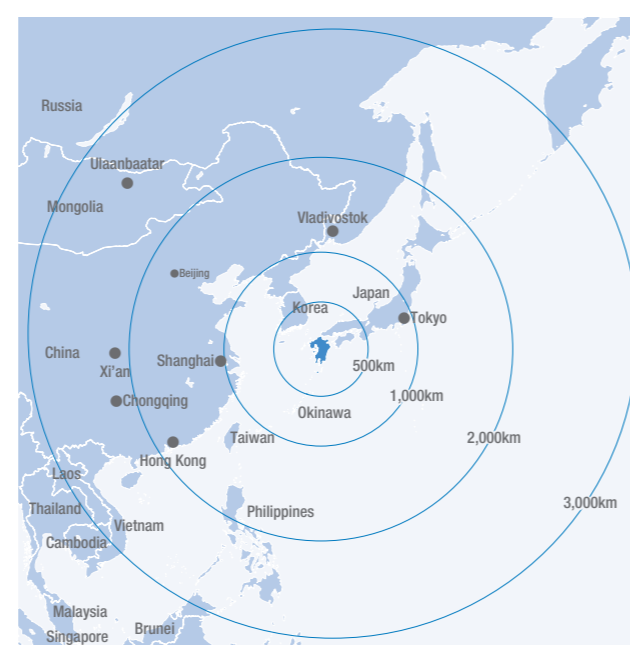 Russia
Ulaanbaatar
Mongolia
Vladivostok
Beijing
Japan
Korea
Tokyo
China
Xi'an
Shanghai
500km
Chongqing
1,000km
Okinawa
Taiwan
2,000km
Hong Kong
Laos
3,000km
Thailand
Philippines
Vietnam
Cambodia
Malaysia
Brunei
Singapore